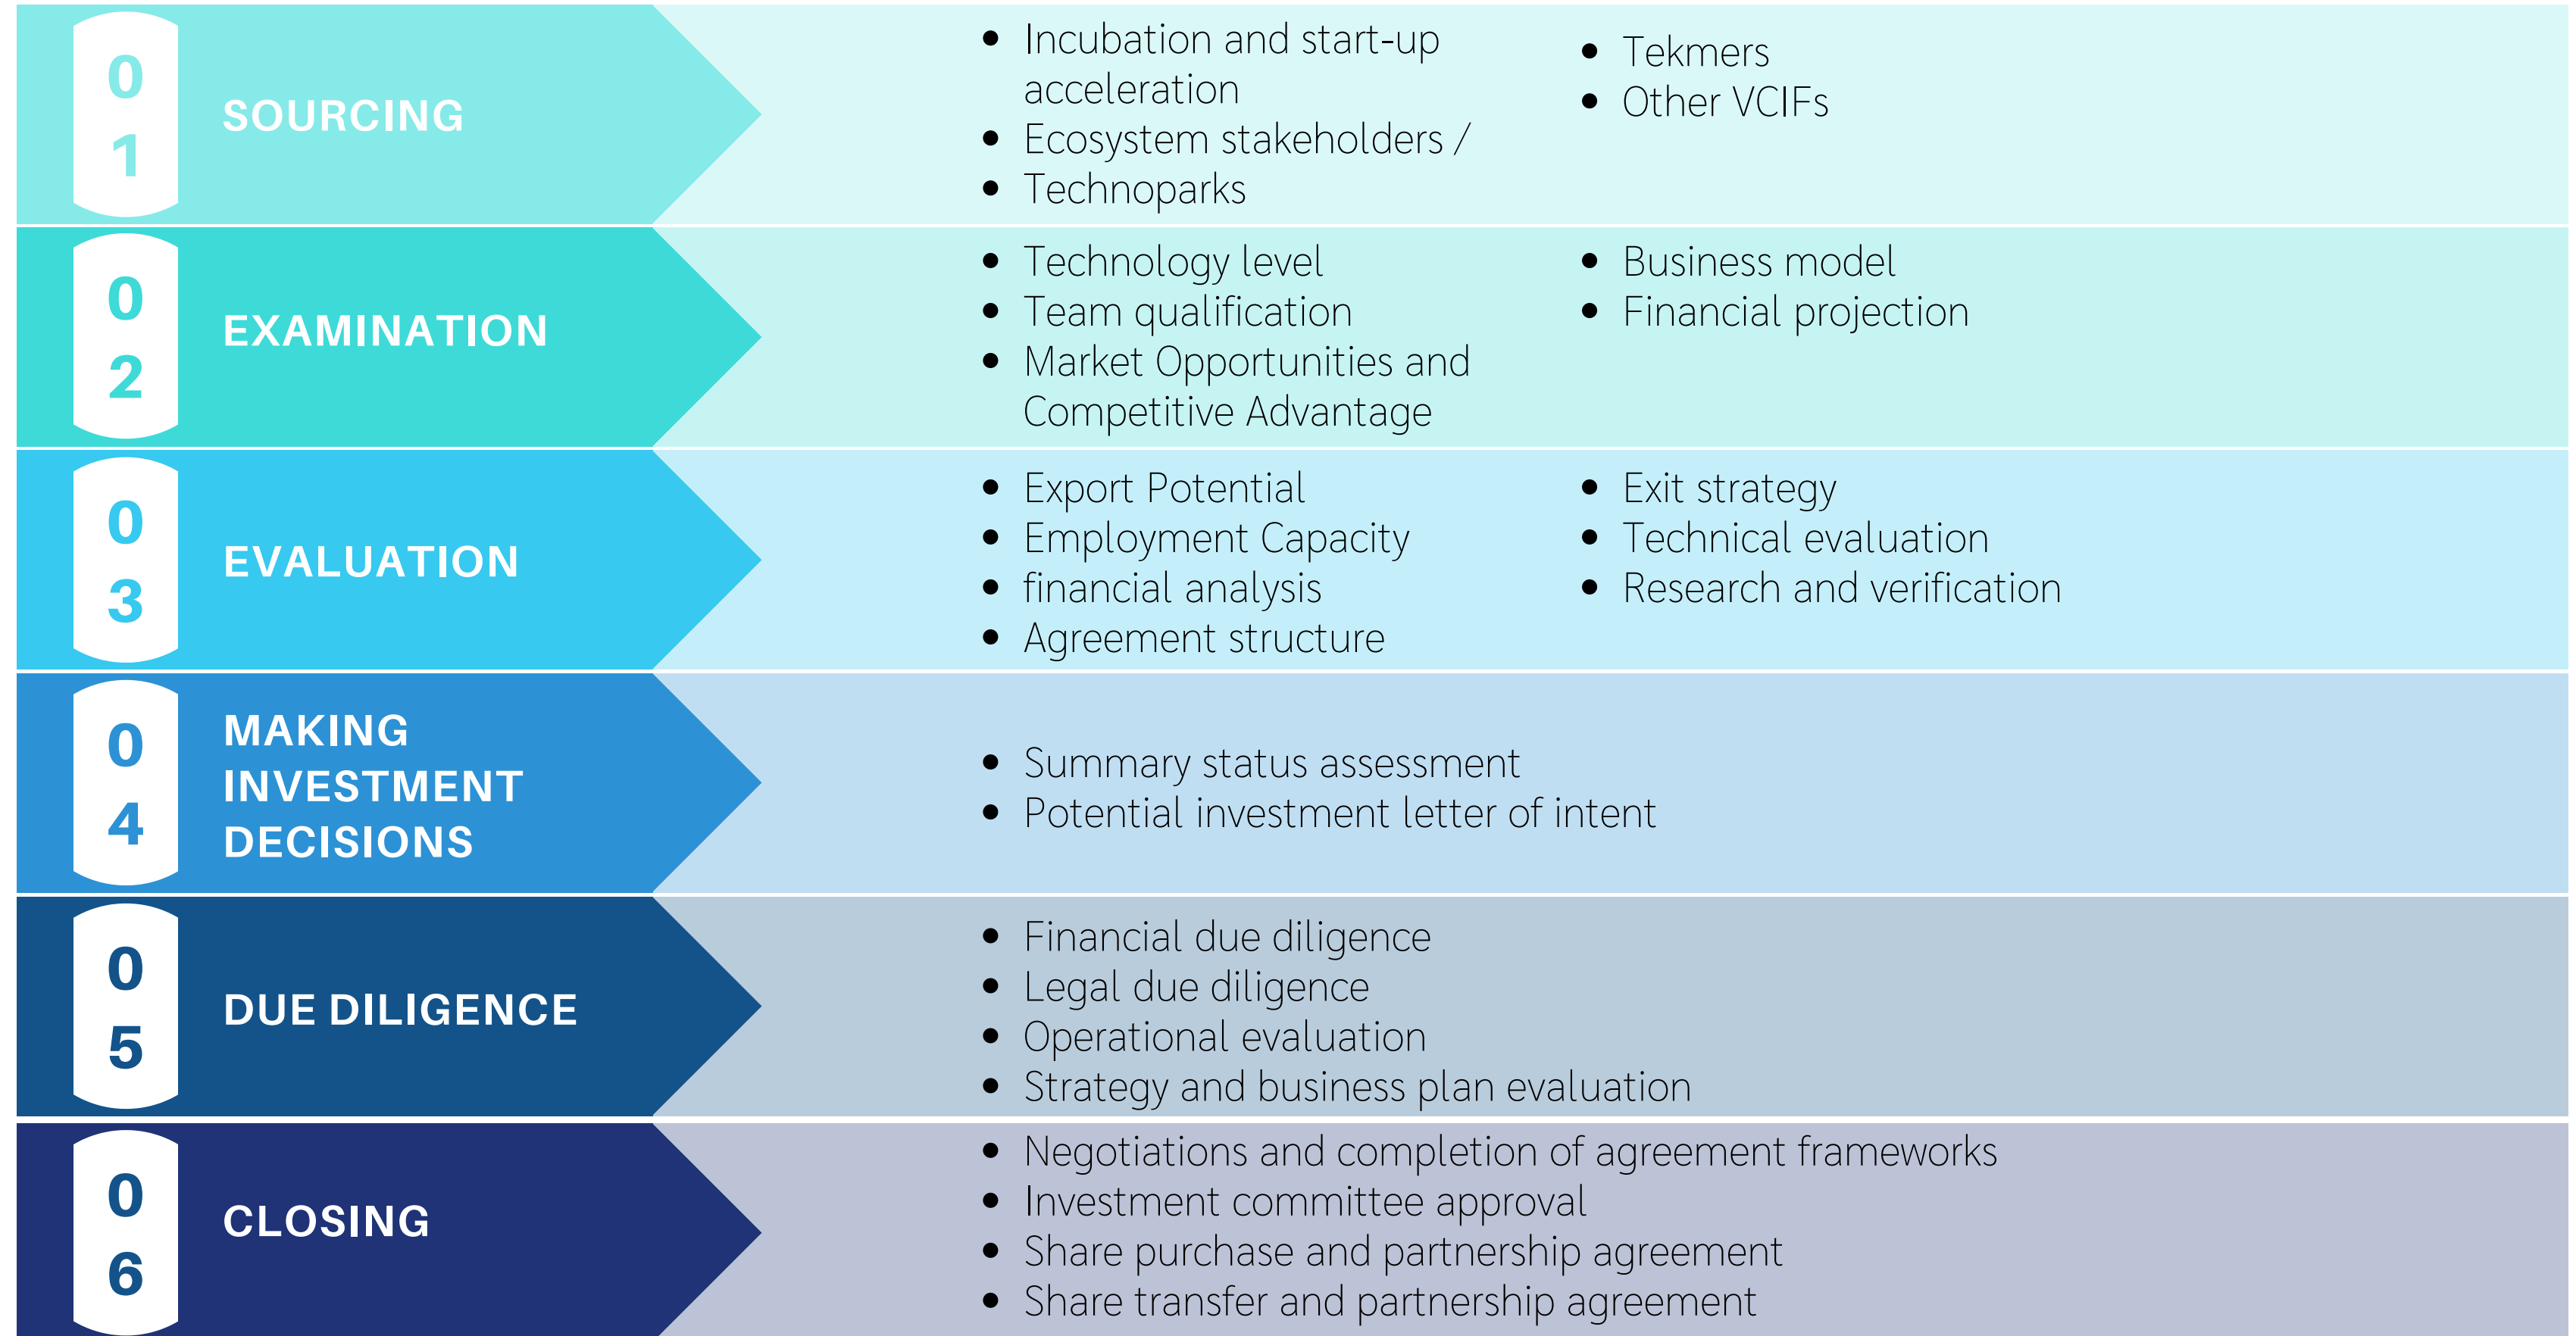 0
1
SOURCING
• Incubation and start-up
acceleration
• Ecosystem stakeholders /
• Technoparks
• Tekmers
• Other VCIFs
0
2
EXAMINATION
• Technology level
• Team qualification
• Market Opportunities and
Competitive Advantage
• Business model
• Financial projection
0
3
EVALUATION
• Export Potential
• Employment Capacity
• financial analysis
• Agreement structure
• Exit strategy
• Technical evaluation
• Research and verification
0
4
MAKING
INVESTMENT
DECISIONS
• Summary status assessment
• Potential investment letter of intent
0
5
DUE DILIGENCE
• Financial due diligence
• Legal due diligence
• Operational evaluation
• Strategy and business plan evaluation
0
6
CLOSING
• Negotiations and completion of agreement frameworks
• Investment committee approval
• Share purchase and partnership agreement
• Share transfer and partnership agreement